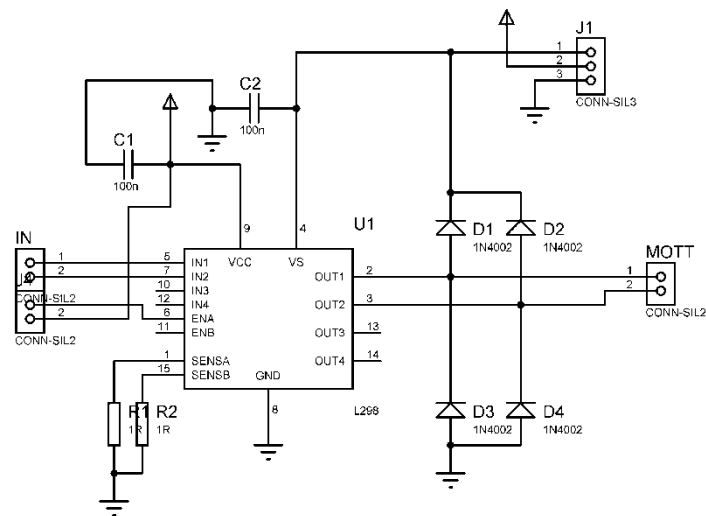 J1
1
2
3
CONN-SIL3
C2
100n
C1
100n
U1
9
4
IN
1
2
J4
CONN-SIL2
2
CONN-SIL2
5
7
10
12
6
11
1
15
IN1
IN2
IN3
IN4
ENA
ENB
SENSA
SENSB
VCC
VS
GND
8
OUT1
OUT2
OUT3
OUT4
2
3
13
14
L298
D1
1N4002
D2
1N4002
MOTT
1
2
CONN-SIL2
D3
1N4002
D4
1N4002
R1
1R
R2
1R